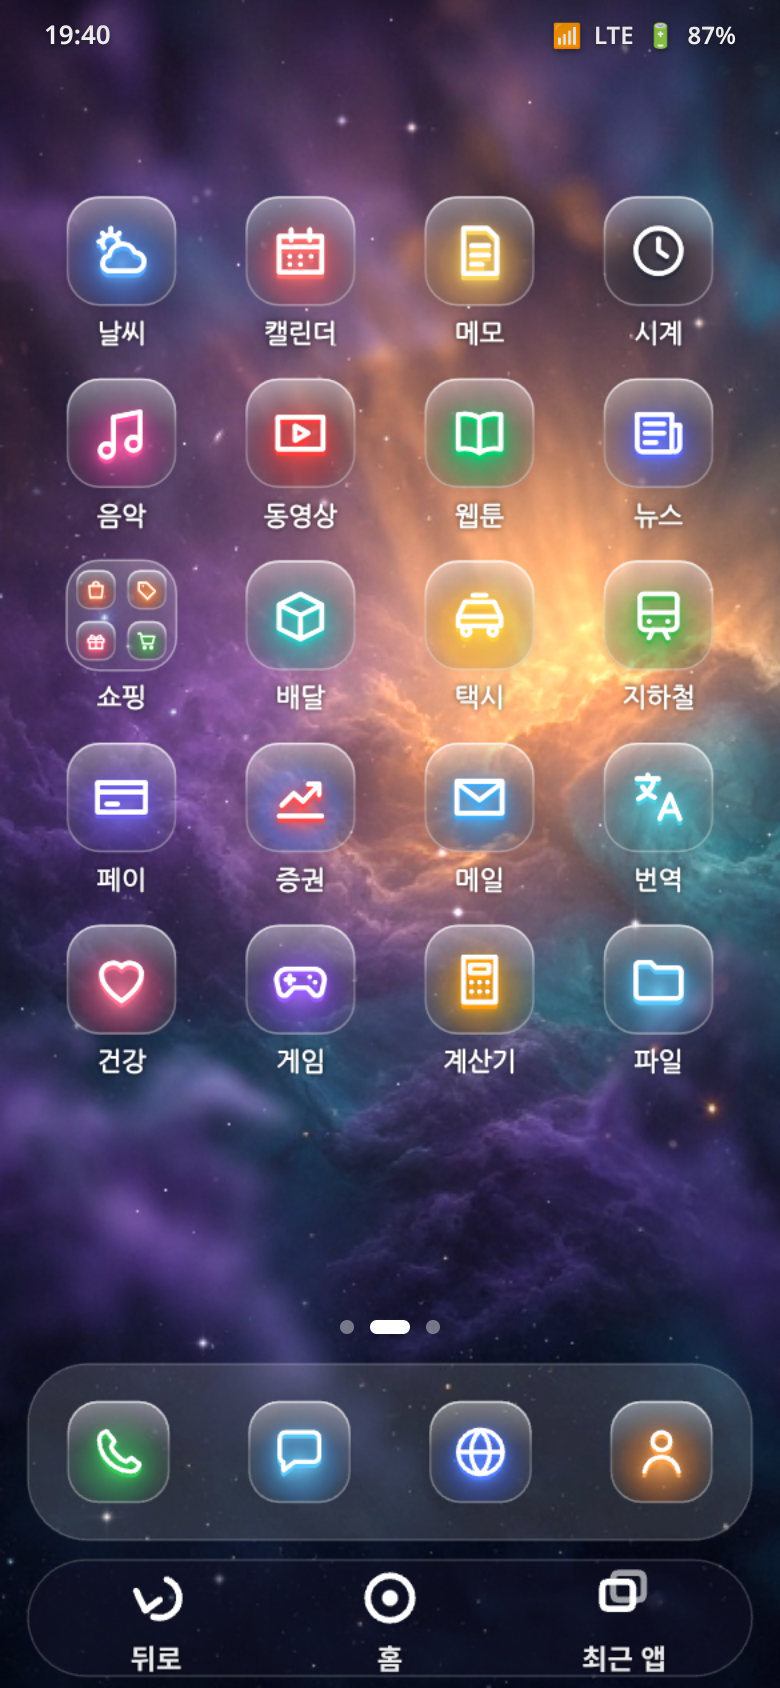 19:40 LTE 87%
날씨 캘린더 메모 시계
음악 동영상 웹툰 뉴스
쇼핑 배달 택시 지하철
페이 증권 메일 번역
건강 게임 계산기 파일
뒤로 홈 최근 앱